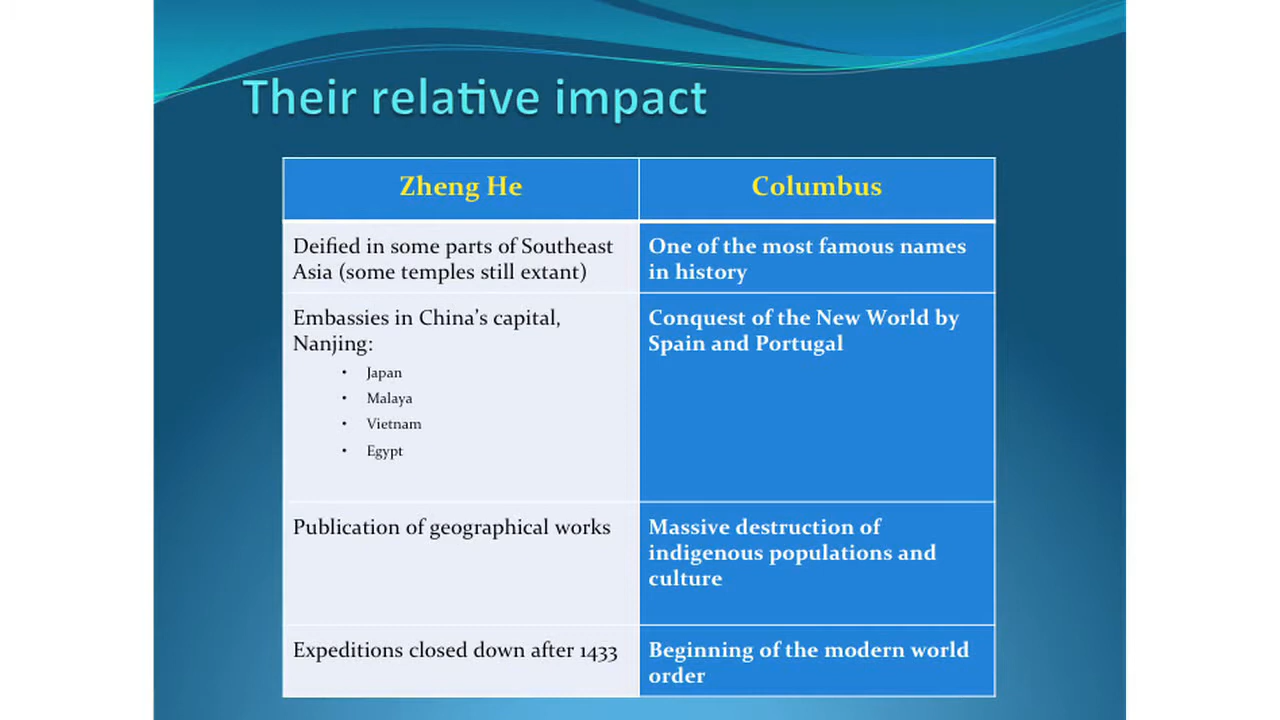 Their relative impact
Zheng He
Columbus
Deified in some parts of Southeast
Asia (some temples still extant)
One of the most famous names
in history
Embassies in China’s capital,
Nanjing:
• Japan
• Malaya
• Vietnam
• Egypt
Conquest of the New World by
Spain and Portugal
Publication of geographical works
Massive destruction of
indigenous populations and
culture
Expeditions closed down after 1433
Beginning of the modern world
order